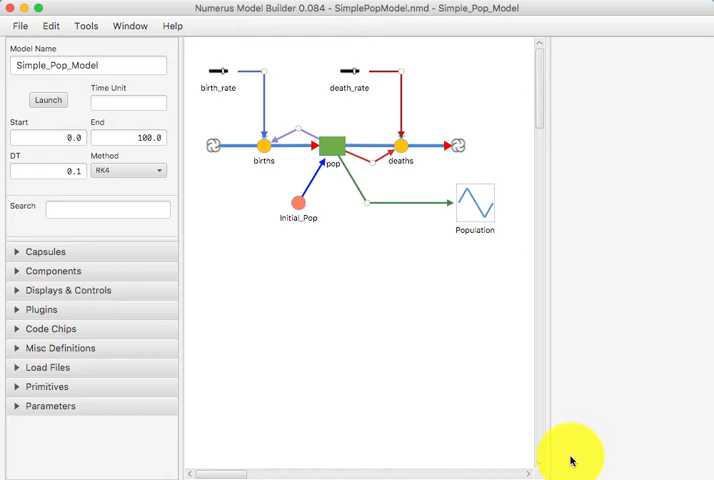 Numerus Model Builder 0.084 - SimplePopModel.nmd - Simple_Pop_Model
File Edit Tools Window Help
Model Name
Simple_Pop_Model
Launch
Time Unit
Start
End
0.0
100.0
DT
Method
0.1
RK4
Search
Capsules
Components
Displays & Controls
Plugins
Code Chips
Misc Definitions
Load Files
Primitives
Parameters
birth_rate
death_rate
births
pop
deaths
Initial_Pop
Population